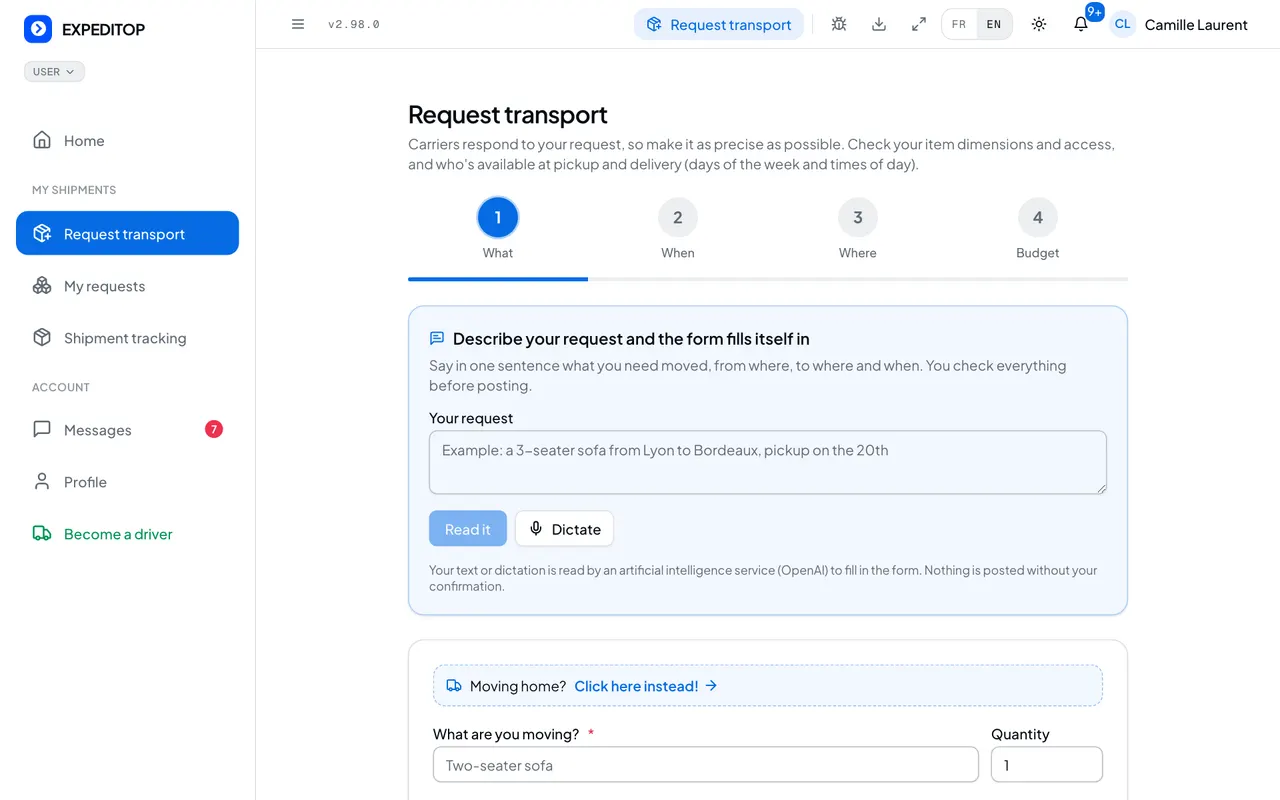 EXPEDITOP
USER
Home
MY SHIPMENTS
Request transport
My requests
Shipment tracking
ACCOUNT
Messages
7
Profile
Become a driver
v2.98.0
Request transport
FR
EN
9+
CL
Camille Laurent
Request transport
Carriers respond to your request, so make it as precise as possible. Check your item dimensions and access,
and who's available at pickup and delivery (days of the week and times of day).
1
2
3
4
What
When
Where
Budget
Describe your request and the form fills itself in
Say in one sentence what you need moved, from where, to where and when. You check everything
before posting.
Your request
Example: a 3-seater sofa from Lyon to Bordeaux, pickup on the 20th
Read it
Dictate
Your text or dictation is read by an artificial intelligence service (OpenAI) to fill in the form. Nothing is posted without your
confirmation.
Moving home? Click here instead! →
What are you moving? *
Quantity
Two-seater sofa
1